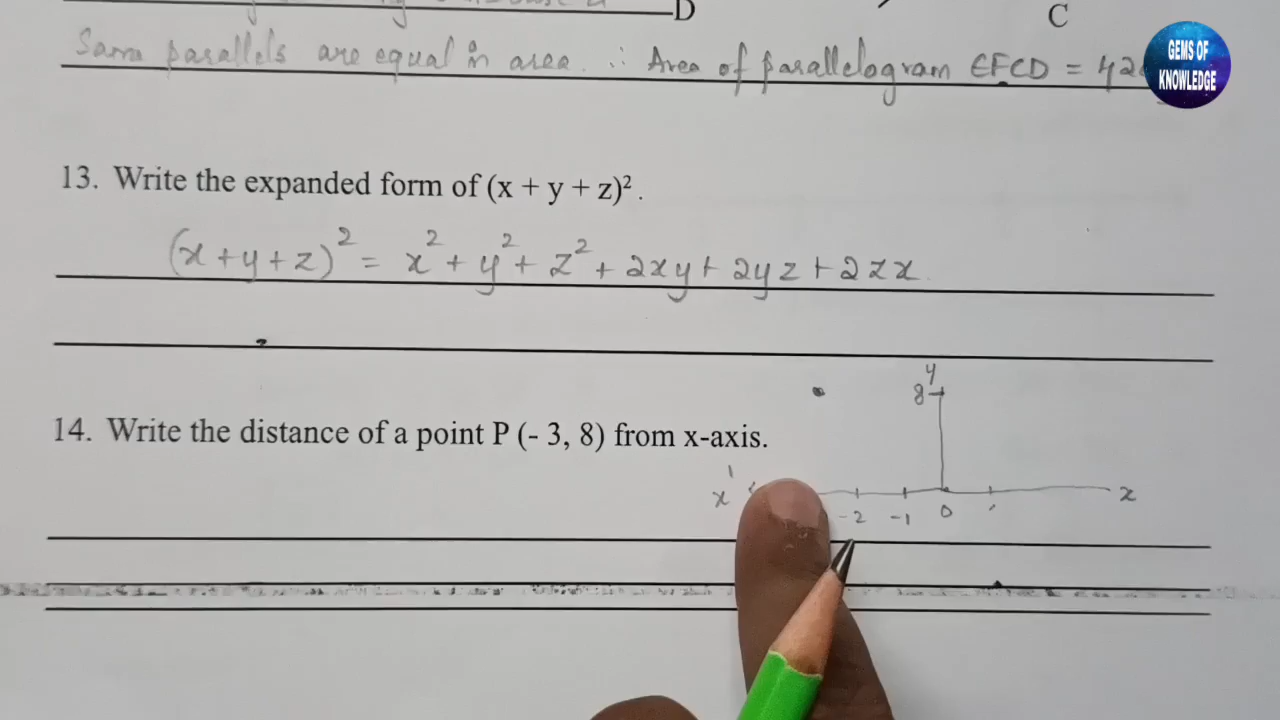 D
C
Same parallels are equal in area. ∴ Area of parallelogram EFCD = 42
GEMS OF
KNOWLEDGE
13. Write the expanded form of (x + y + z)² .
(x+y+z)² = x² + y² + z² + 2xy + 2yz + 2zx
y
8
14. Write the distance of a point P (- 3, 8) from x-axis.
x' -2 -1 0 x